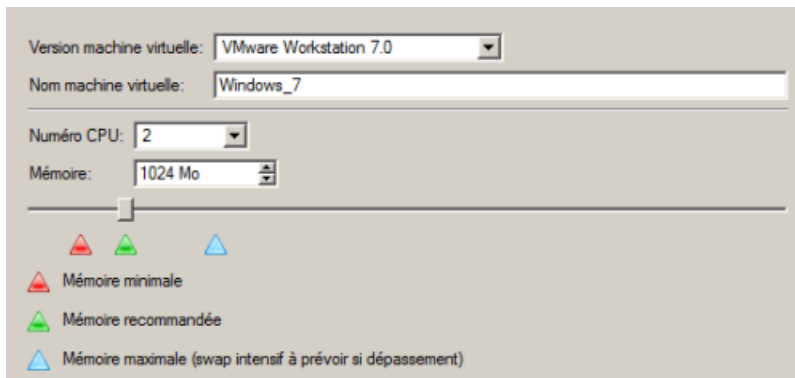 Version machine virtuelle: VMware Workstation 7.0
Nom machine virtuelle: Windows_7
Numéro CPU: 2
Mémoire: 1024 Mo
Mémoire minimale
Mémoire recommandée
Mémoire maximale (swap intensif à prévoir si dépassement)